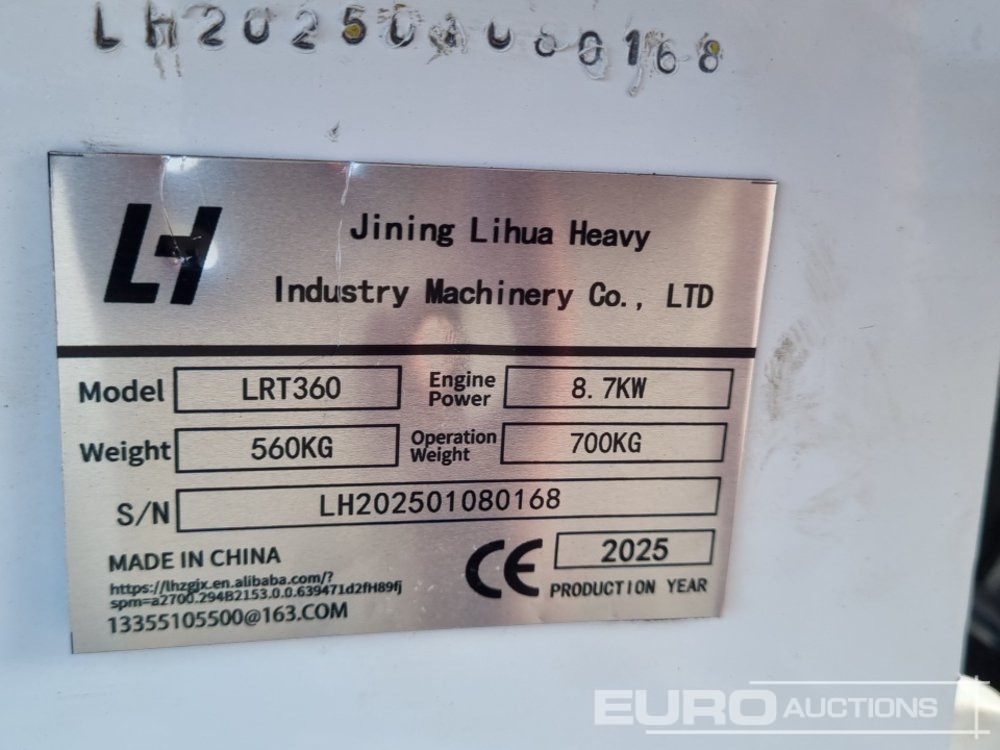 LH202501080168
LH
Jining Lihua Heavy
Industry Machinery Co., LTD
Model LRT360 Engine Power 8.7KW
Weight 560KG Operation Weight 700KG
S/N LH202501080168
MADE IN CHINA
https://lhzgjx.en.alibaba.com/?
spm=a2700.29482153.0.0.639471d2fH89fj
13355105500@163.COM
CE 2025
PRODUCTION YEAR
EURO AUCTIONS